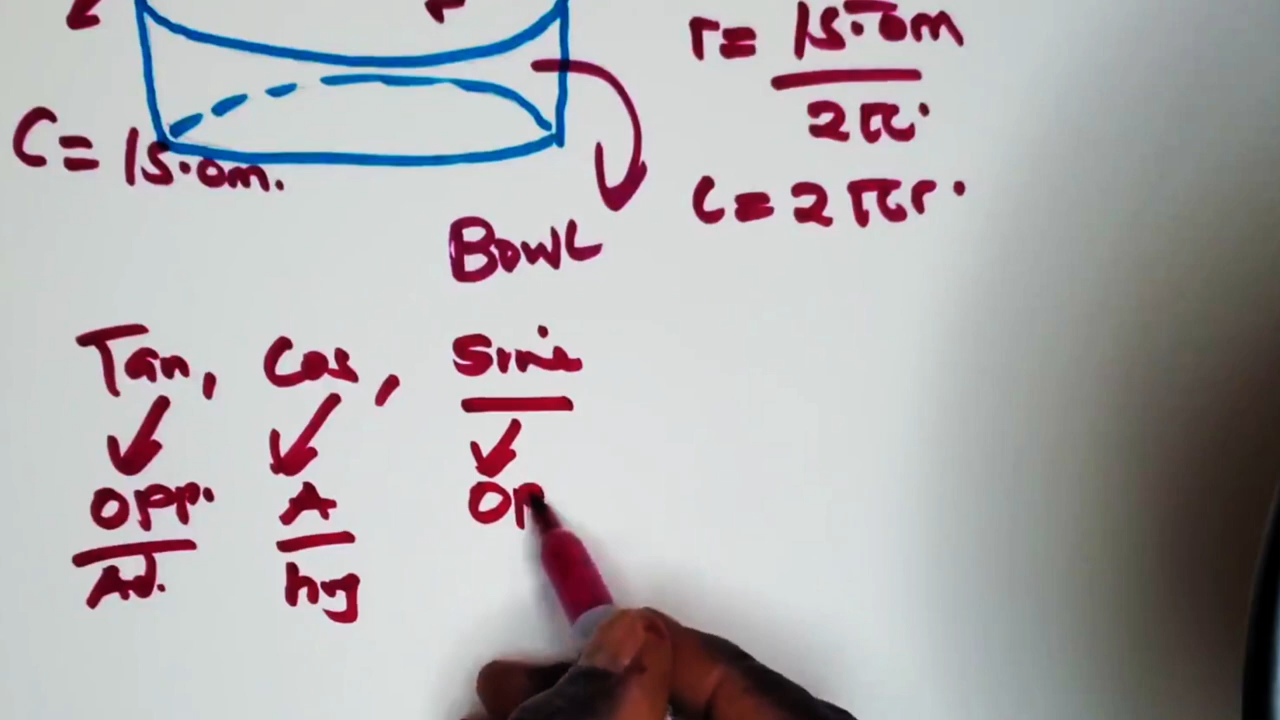 r = 15.0m
2π.
C = 15.0m.
C = 2πr.
BOWL
Tan, Cos, Sine
OPP. A OP
Ad. hy